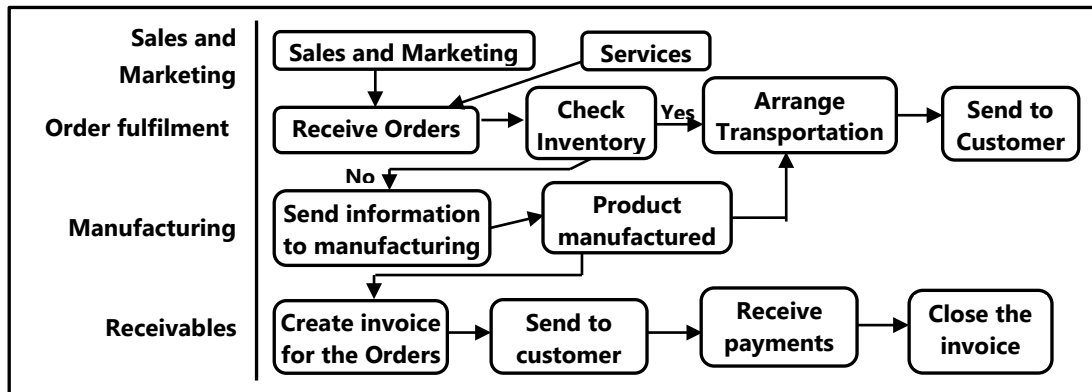 Sales and
Marketing
Sales and Marketing
Services
Order fulfilment
Receive Orders
Check
Inventory
Yes
Arrange
Transportation
Send to
Customer
No
Manufacturing
Send information
to manufacturing
Product
manufactured
Receivables
Create invoice
for the Orders
Send to
customer
Receive
payments
Close the
invoice